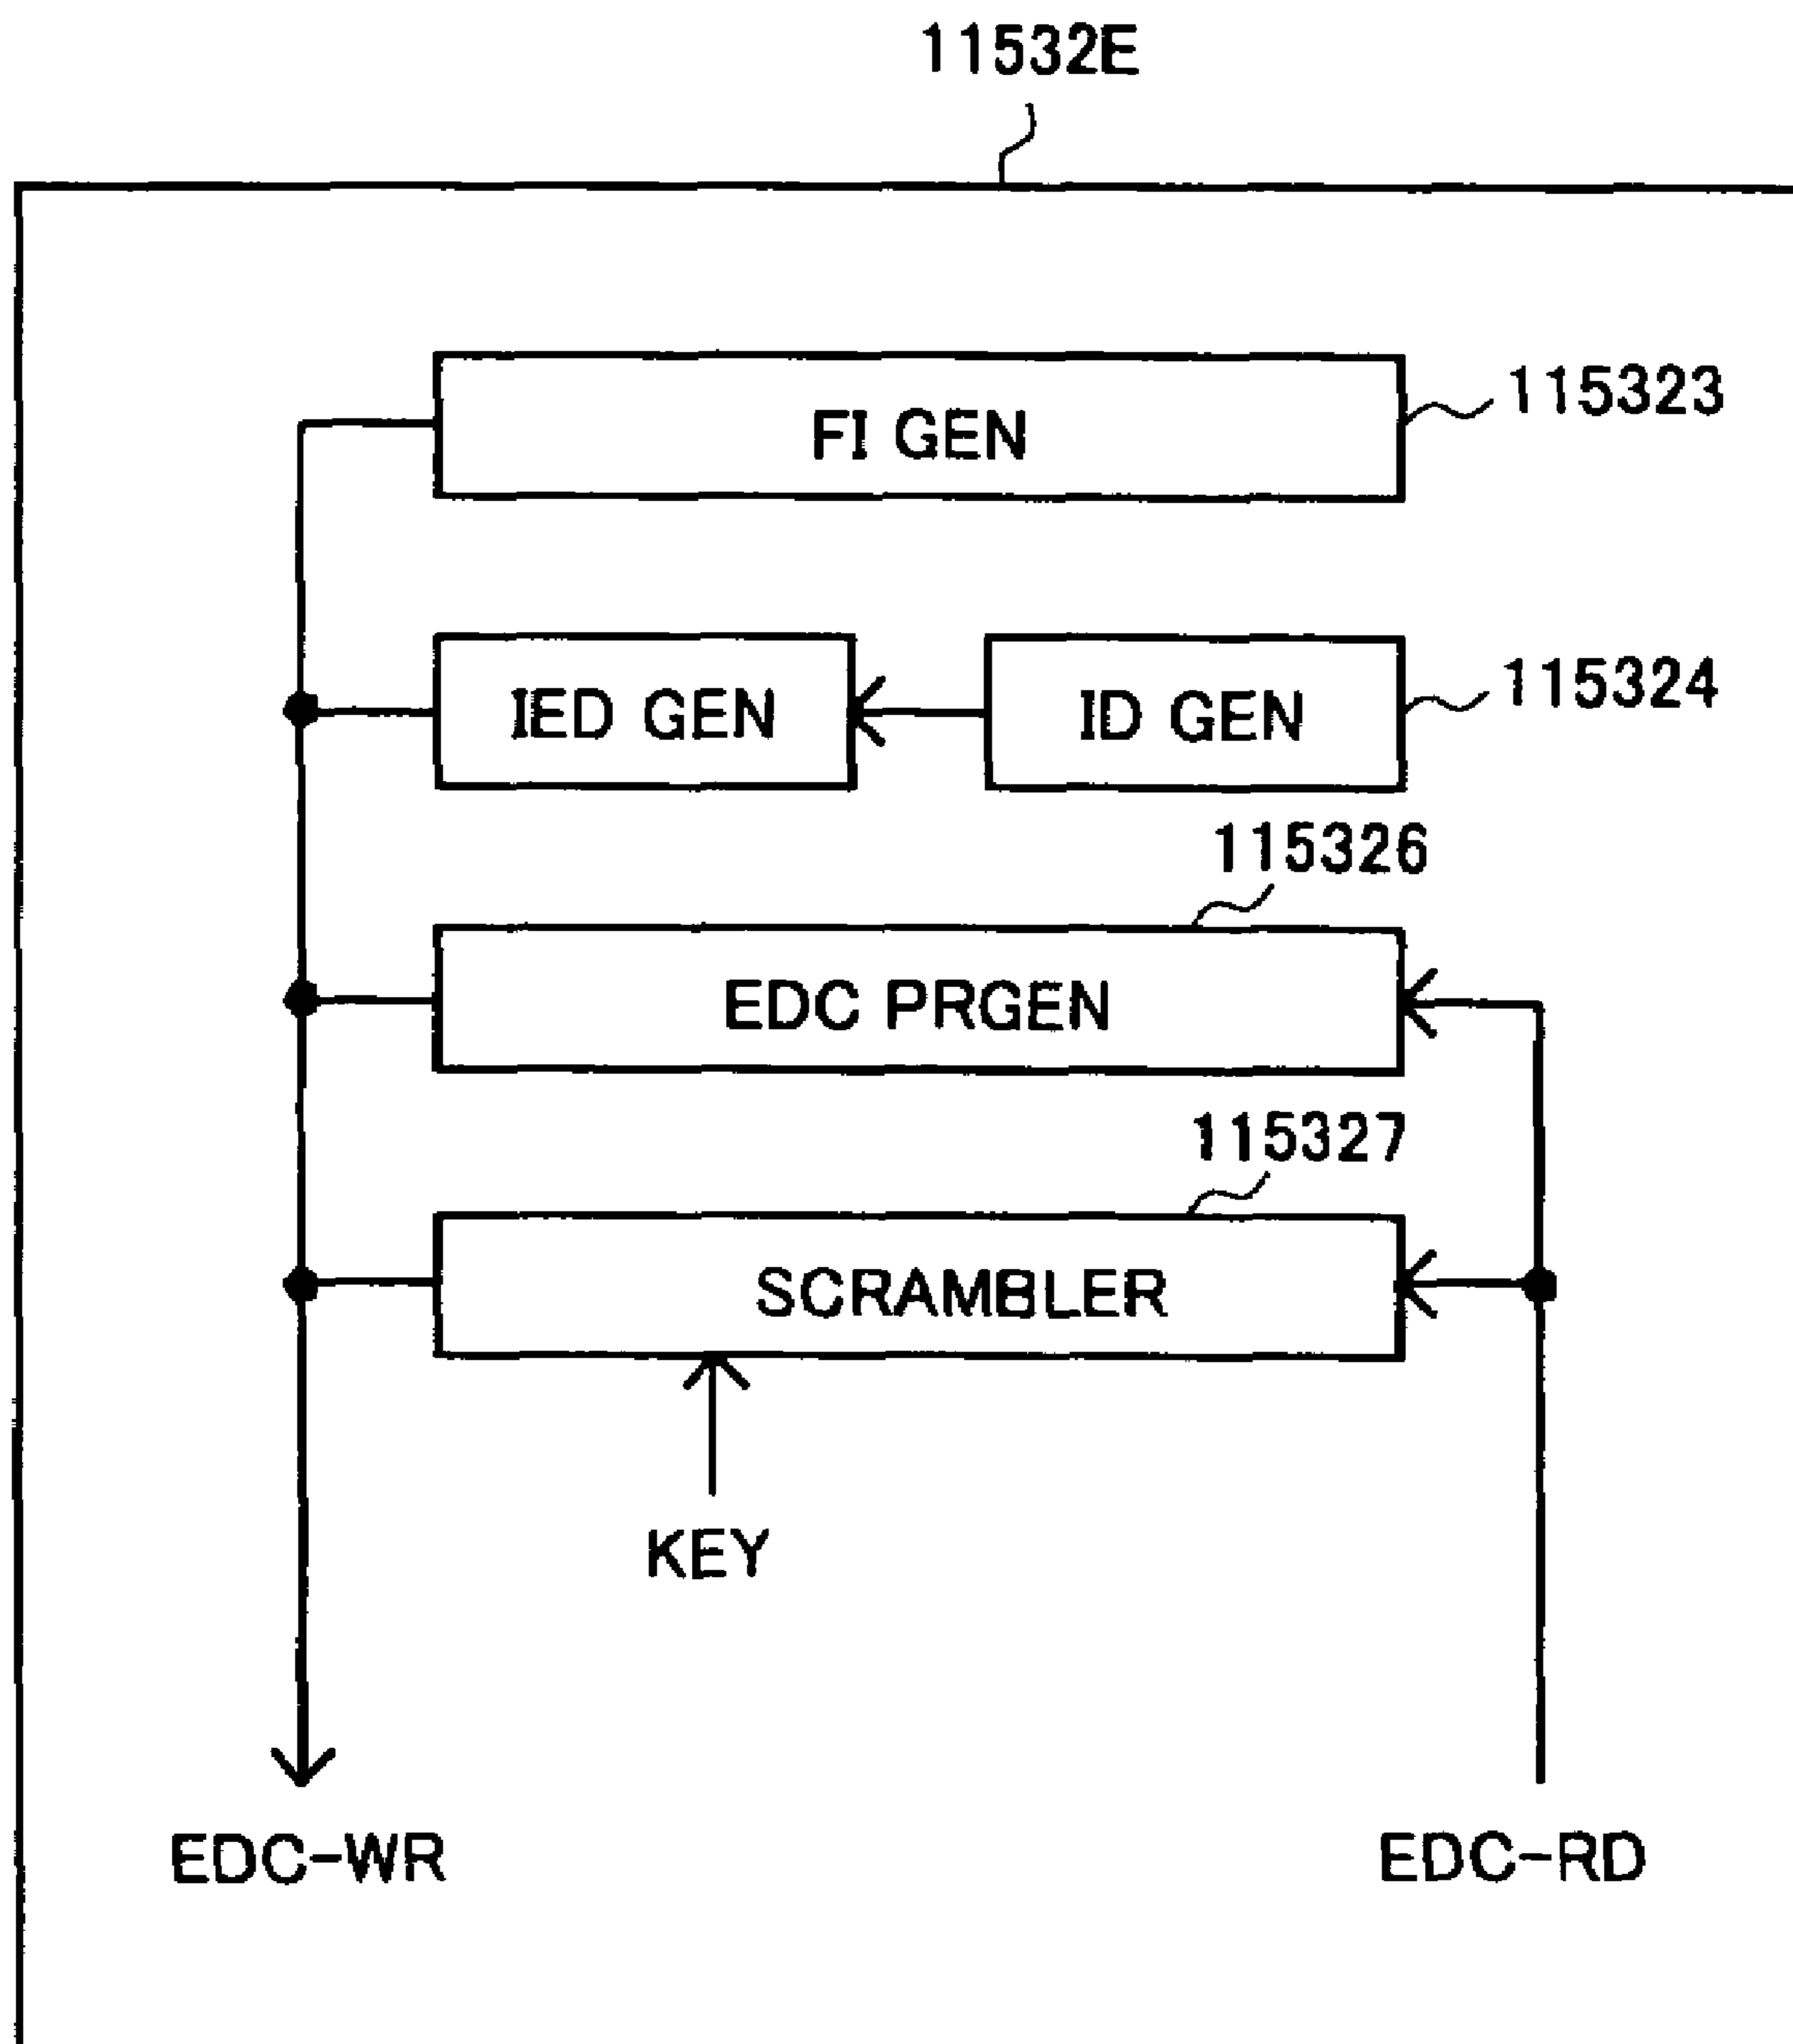 11532E
FI GEN
115323
IED GEN
ID GEN
115324
115326
EDC PRGEN
115327
SCRAMBLER
KEY
EDC-WR
EDC-RD